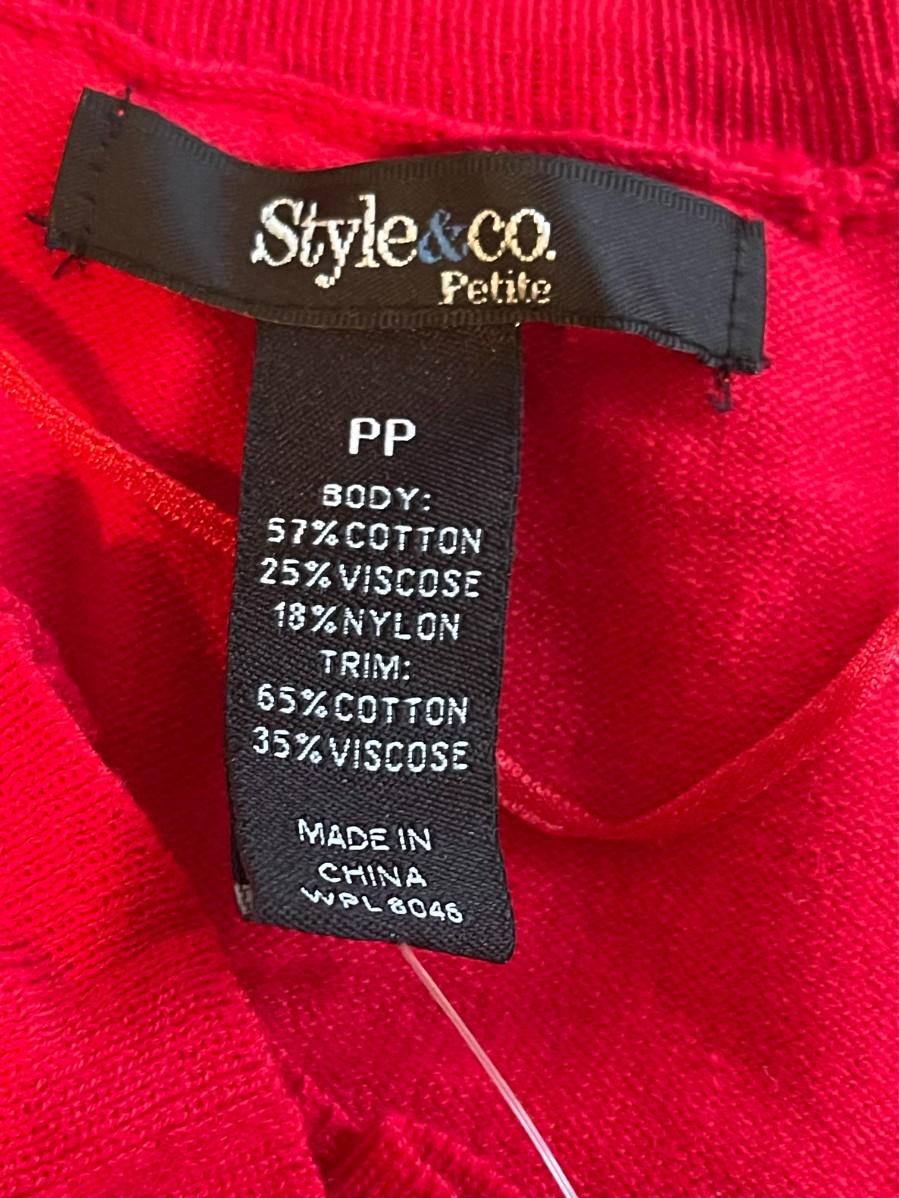 Style&co.
Petite
PP
BODY:
57%COTTON
25%VISCOSE
18%NYLON
TRIM:
65%COTTON
35%VISCOSE
MADE IN
CHINA
WPL8046